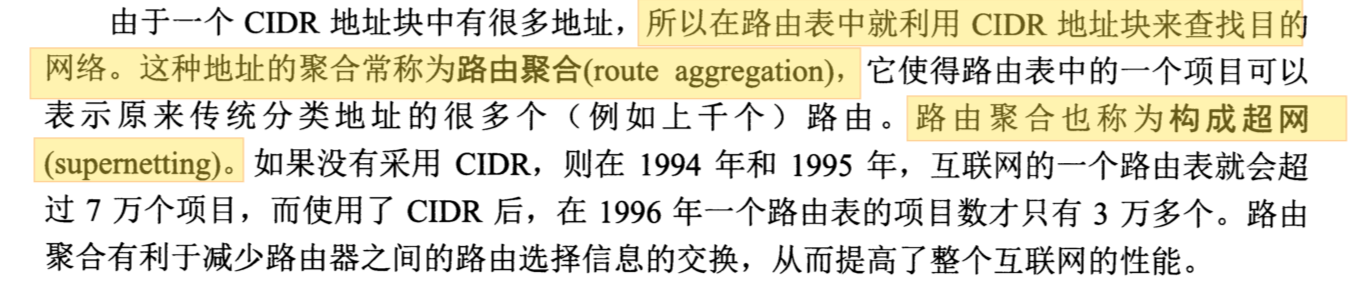 由于一个 CIDR 地址块中有很多地址，所以在路由表中就利用 CIDR 地址块来查找目的
网络。这种地址的聚合常称为路由聚合(route aggregation)，它使得路由表中的一个项目可以
表示原来传统分类地址的很多个（例如上千个）路由。路由聚合也称为构成超网
(supernetting)。如果没有采用 CIDR，则在 1994 年和 1995 年，互联网的一个路由表就会超
过 7 万个项目，而使用了 CIDR 后，在 1996 年一个路由表的项目数才只有 3 万多个。路由
聚合有利于减少路由器之间的路由选择信息的交换，从而提高了整个互联网的性能。